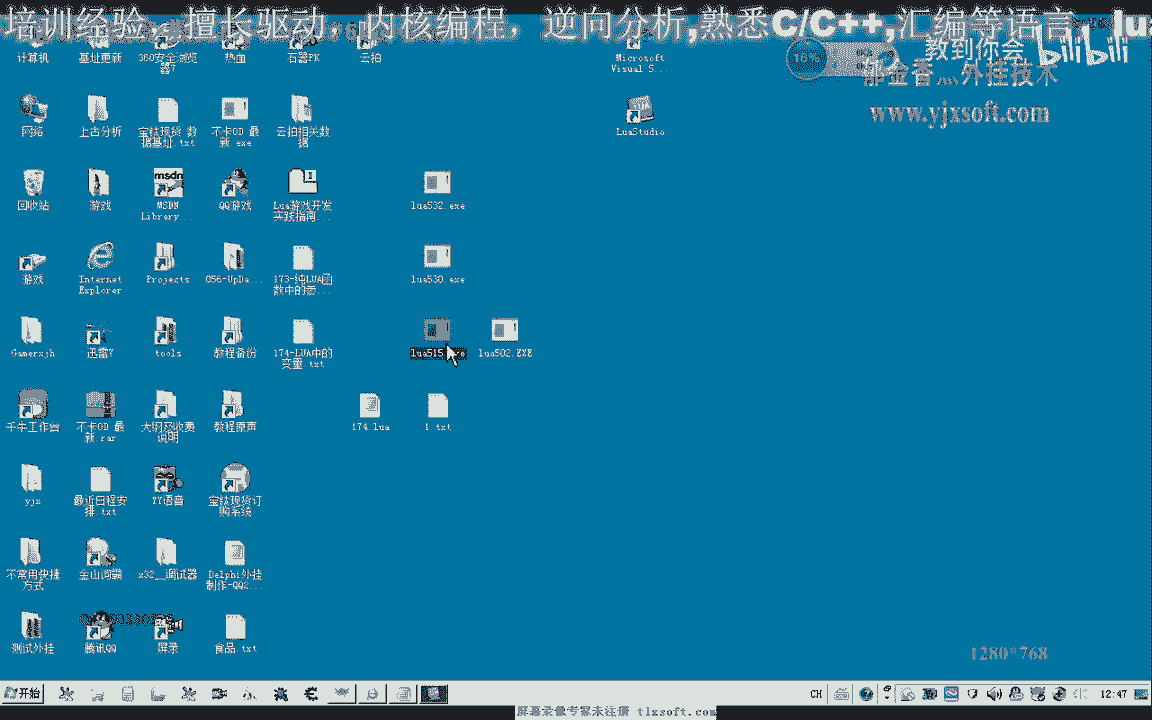 培训经验，擅长驱动，内核编程，逆向分析,熟悉C/C++,汇编等语言
教到你会 bilibili
16%
外挂技术
www.yjxsoft.com
计算机 基址更新 360安全浏览器7 热血 石器PK 云拍 Microsoft Visual S...
网络 上古分析 宝钛现货 数据基址.txt 不卡OD 最新.exe 云拍相关数据 LuaStudio
回收站 游戏 MSDN Library... QQ游戏 Lua游戏开发实践指南... lua532.exe
msdn
游戏 Internet Explorer Projects 056-UpDa... 173-纯LUA函数中的参... lua530.exe
Gamerxjh 迅雷7 tools 教程备份 174-LUA中的变量.txt lua515.exe lua502.EXE
千牛工作台 不卡OD 最新.rar 大纲及收费说明 教程原声 174.lua 1.txt
yjx 最近日程安排.txt YY语音 宝钛现货订购系统
不常用快捷方式 金山词霸 x32__调试器 Delphi外挂制作-QQ2...
测试外挂 腾讯QQ 屏录 食品.txt
1280*768
开始 CH 12:47
屏幕录像专家未注册 tlxsoft.com